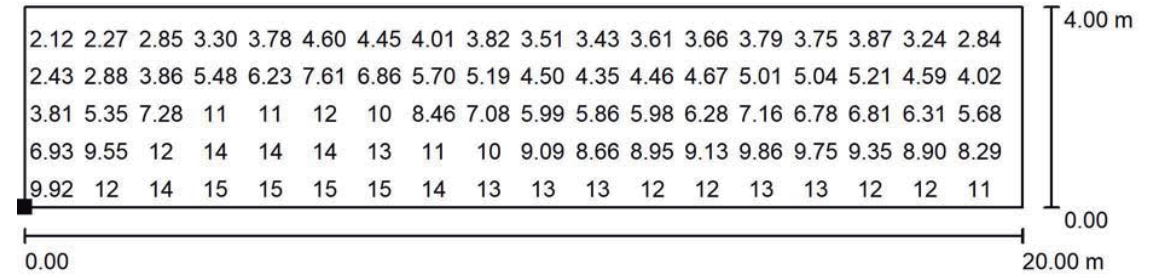 4.00 m
2.12 2.27 2.85 3.30 3.78 4.60 4.45 4.01 3.82 3.51 3.43 3.61 3.66 3.79 3.75 3.87 3.24 2.84
2.43 2.88 3.86 5.48 6.23 7.61 6.86 5.70 5.19 4.50 4.35 4.46 4.67 5.01 5.04 5.21 4.59 4.02
3.81 5.35 7.28 11 11 12 10 8.46 7.08 5.99 5.86 5.98 6.28 7.16 6.78 6.81 6.31 5.68
6.93 9.55 12 14 14 14 13 11 10 9.09 8.66 8.95 9.13 9.86 9.75 9.35 8.90 8.29
9.92 12 14 15 15 15 15 14 13 13 13 12 12 13 13 12 12 11
0.00
0.00 20.00 m